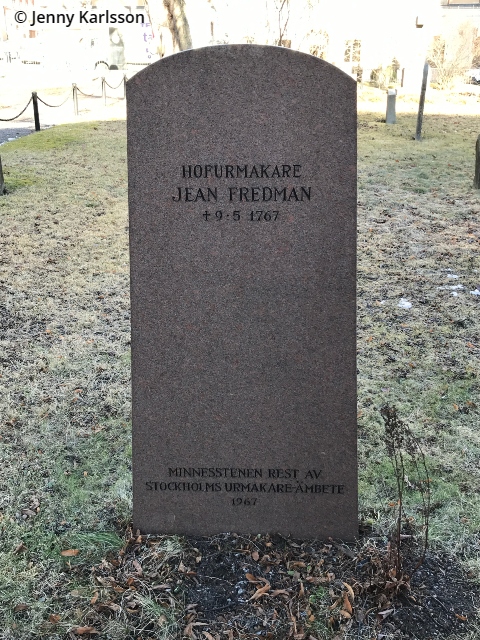 © Jenny Karlsson
HOFURMAKARE
JEAN FREDMAN
† 9 · 5 1767
MINNESSTENEN REST AV
STOCKHOLMS URMAKARE-ÄMBETE
1967